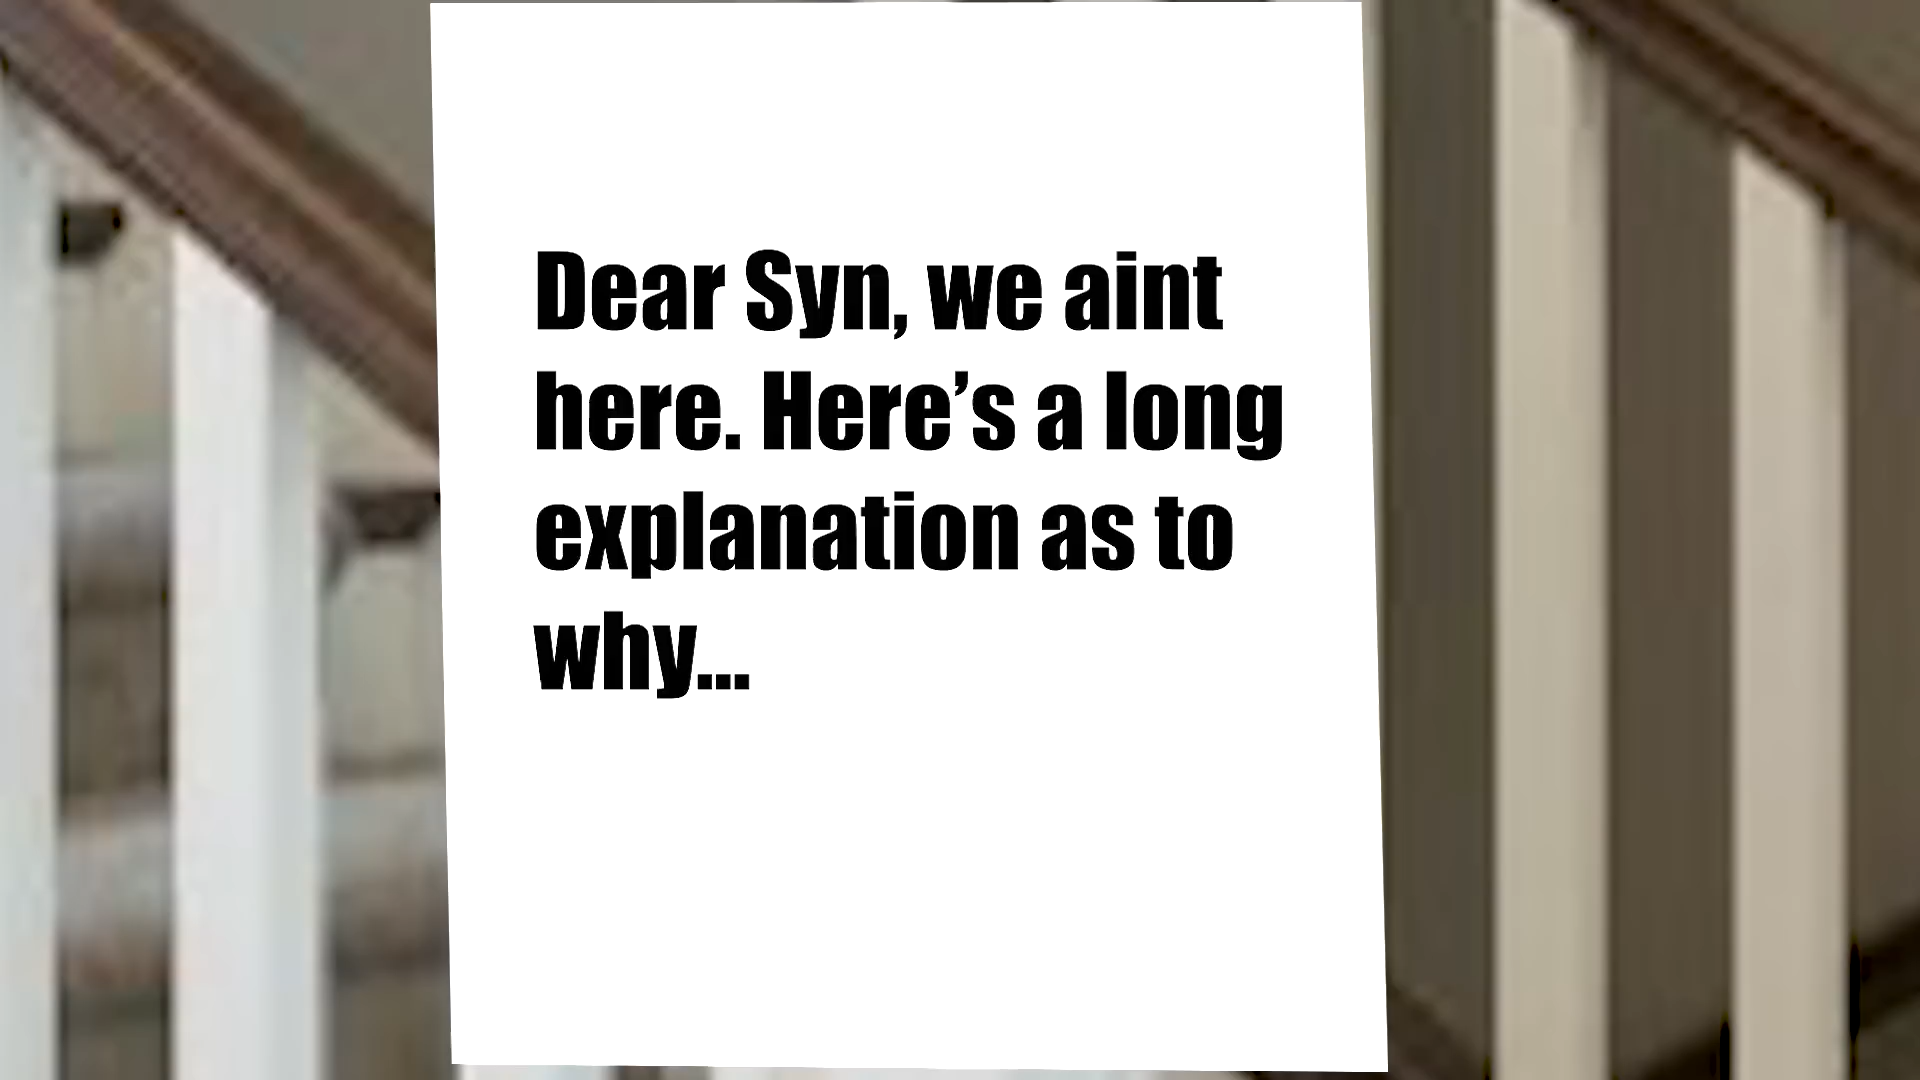 Dear Syn, we aint
here. Here’s a long
explanation as to
why...